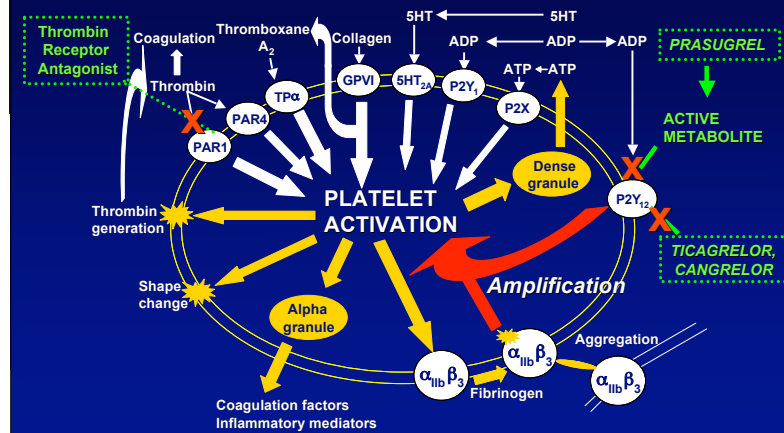 Thrombin
Receptor
Antagonist
Coagulation
Thrombin
Thromboxane
A2
Collagen
5HT
5HT
ADP
ADP
ADP
ATP
ATP
PRASUGREL
ACTIVE
METABOLITE
X
PAR1
PAR4
TPα
GPVI
5HT2A
P2Y1
P2X
X
P2Y12
X
TICAGRELOR,
CANGRELOR
Dense
granule
PLATELET
ACTIVATION
Thrombin
generation
Shape
change
Alpha
granule
Amplification
Coagulation factors
Inflammatory mediators
αIIbβ3
Fibrinogen
αIIbβ3
Aggregation
αIIbβ3